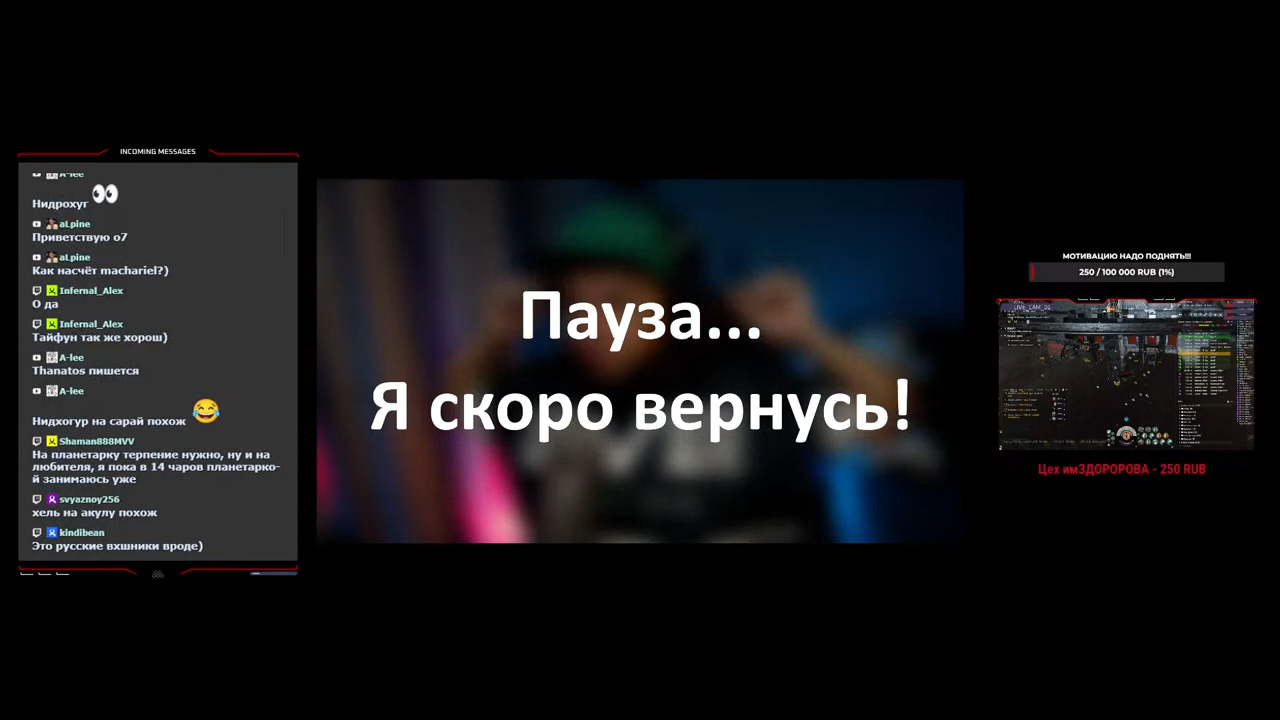 INCOMING MESSAGES
A-lee
Нидрохуг 👀
aLpine
Приветствую о7
aLpine
Как насчёт machariel?)
Infernal_Alex
О да
Infernal_Alex
Тайфун так же хорош)
A-lee
Thanatos пишется
A-lee
Нидхогур на сарай похож 😂
Shaman888MVV
На планетарку терпение нужно, ну и на
любителя, я пока в 14 чаров планетарко-
й занимаюсь уже
svyaznoy256
хель на акулу похож
kindibean
Это русские вхшники вроде)
Пауза...
Я скоро вернусь!
МОТИВАЦИЮ НАДО ПОДНЯТЬ!!!
250 / 100 000 RUB (1%)
Цех имЗДОРОРОВА - 250 RUB